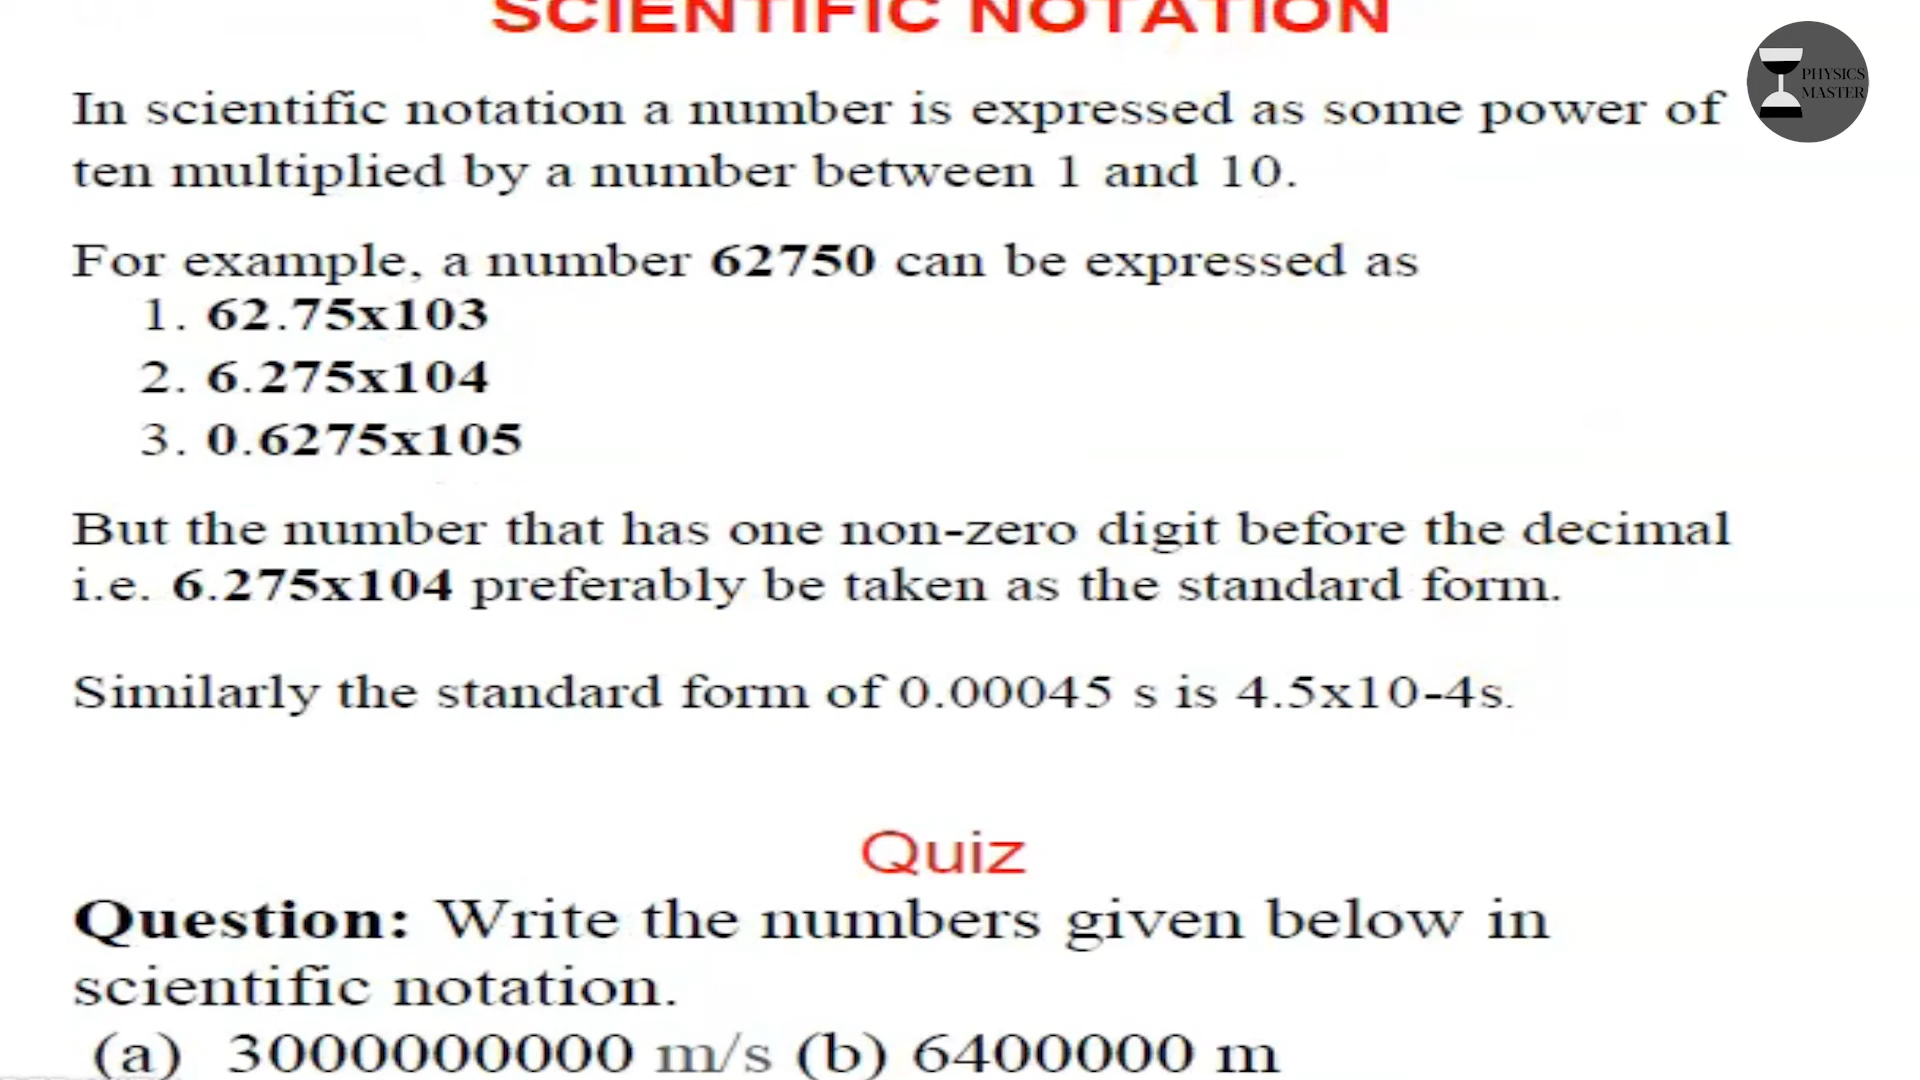 SCIENTIFIC NOTATION
PHYSICS
MASTER
In scientific notation a number is expressed as some power of
ten multiplied by a number between 1 and 10.
For example, a number 62750 can be expressed as
1. 62.75x103
2. 6.275x104
3. 0.6275x105
But the number that has one non-zero digit before the decimal
i.e. 6.275x104 preferably be taken as the standard form.
Similarly the standard form of 0.00045 s is 4.5x10-4s.
Quiz
Question: Write the numbers given below in
scientific notation.
(a) 3000000000 m/s (b) 6400000 m